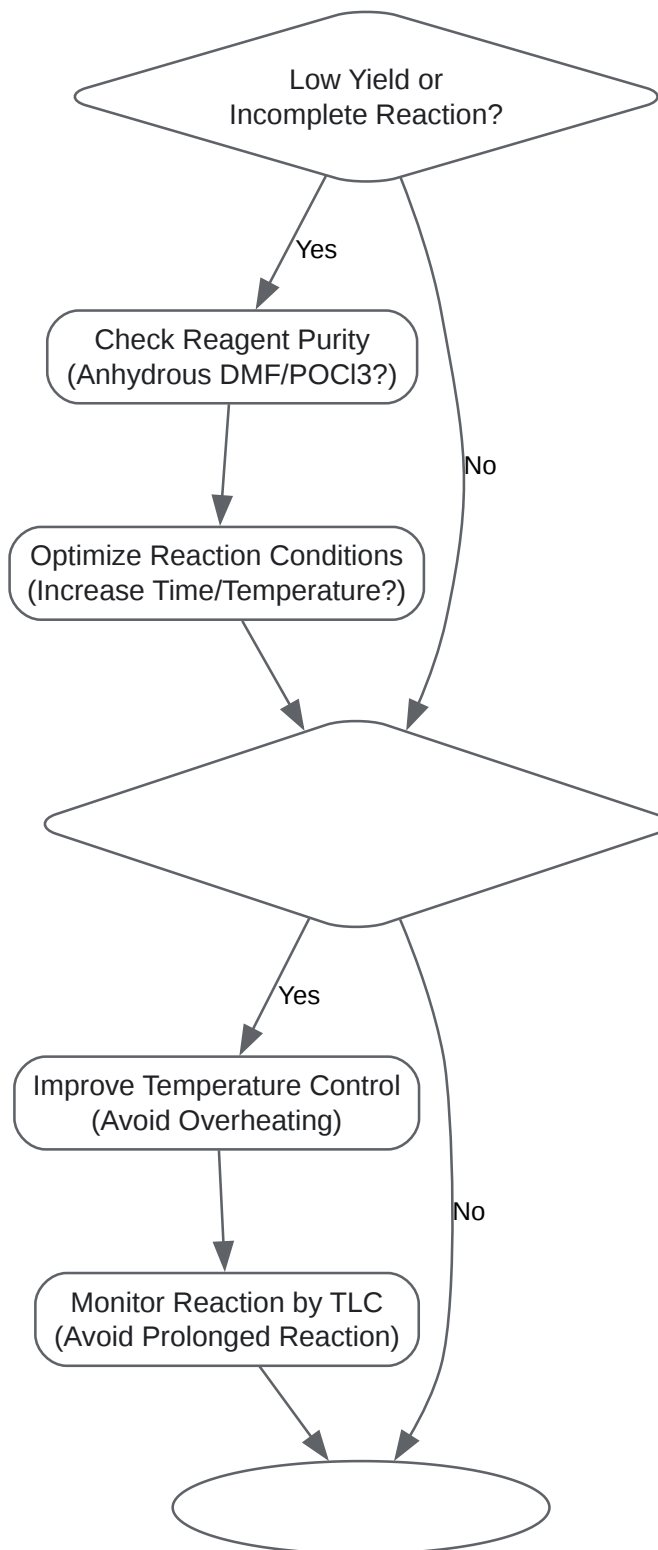 Low Yield or
Incomplete Reaction?
Yes
Check Reagent Purity
(Anhydrous DMF/POCl3?)
No
Optimize Reaction Conditions
(Increase Time/Temperature?)
Yes
Improve Temperature Control
(Avoid Overheating)
No
Monitor Reaction by TLC
(Avoid Prolonged Reaction)